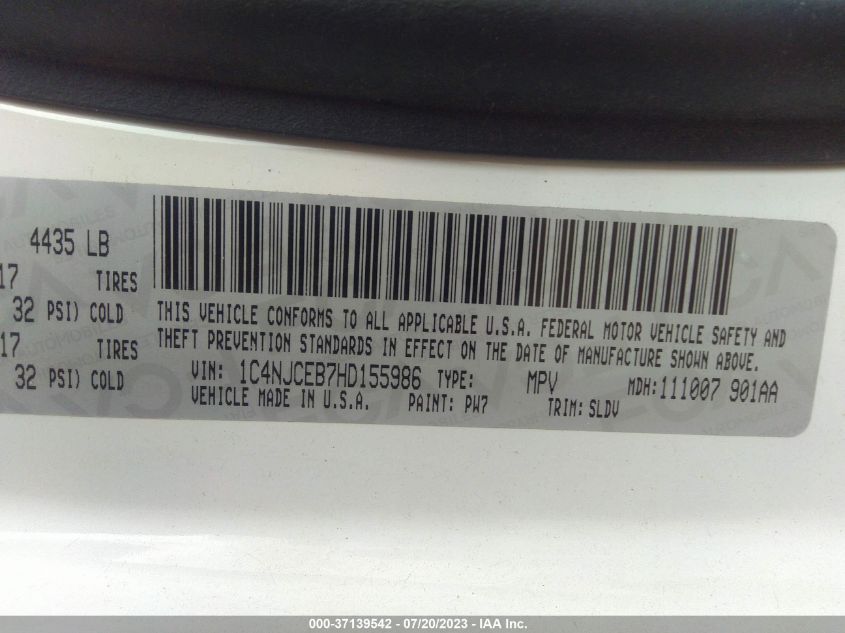 4435 LB
17 TIRES
32 PSI) COLD
17 TIRES
32 PSI) COLD
THIS VEHICLE CONFORMS TO ALL APPLICABLE U.S.A. FEDERAL MOTOR VEHICLE SAFETY AND
THEFT PREVENTION STANDARDS IN EFFECT ON THE DATE OF MANUFACTURE SHOWN ABOVE.
VIN: 1C4NJCEB7HD155986 TYPE: MPV MDH:111007 901AA
VEHICLE MADE IN U.S.A. PAINT: PW7 TRIM: SLDV
000-37139542 - 07/20/2023 - IAA Inc.